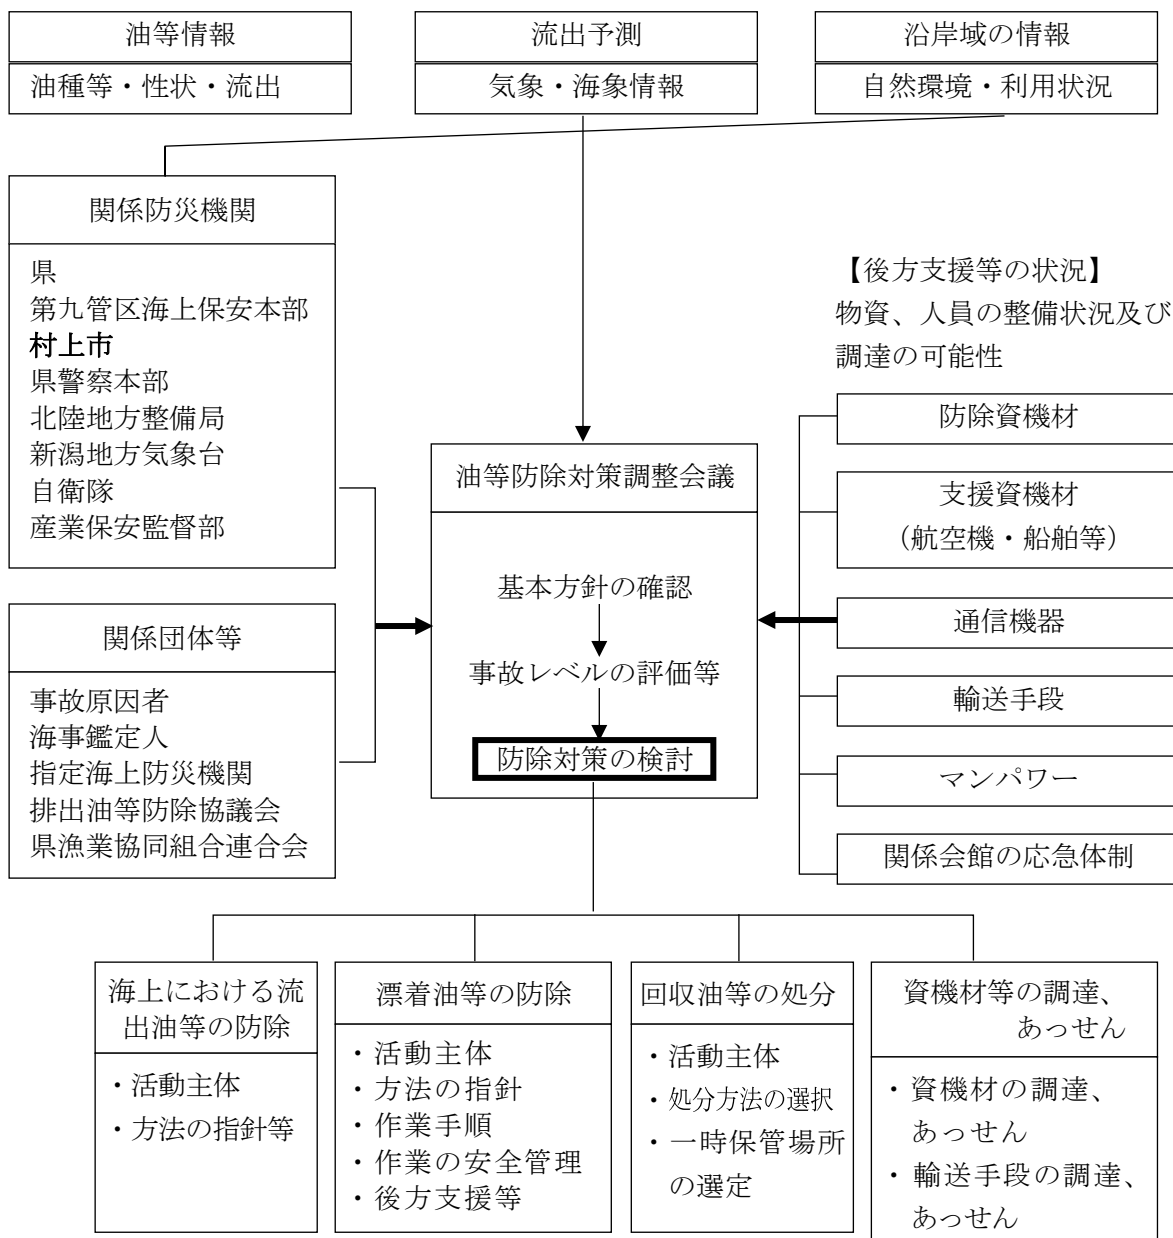 油等情報
油種等・性状・流出
流出予測
気象・海象情報
沿岸域の情報
自然環境・利用状況
関係防災機関
県
第九管区海上保安本部
村上市
県警察本部
北陸地方整備局
新潟地方気象台
自衛隊
産業保安監督部
関係団体等
事故原因者
海事鑑定人
指定海上防災機関
排出油等防除協議会
県漁業協同組合連合会
油等防除対策調整会議
基本方針の確認
事故レベルの評価等
防除対策の検討
【後方支援等の状況】
物資、人員の整備状況及び
調達の可能性
防除資機材
支援資機材
（航空機・船舶等）
通信機器
輸送手段
マンパワー
関係会館の応急体制
海上における流
出油等の防除
・活動主体
・方法の指針等
漂着油等の防除
・活動主体
・方法の指針
・作業手順
・作業の安全管理
・後方支援等
回収油等の処分
・活動主体
・処分方法の選択
・一時保管場所
の選定
資機材等の調達、
あっせん
・資機材の調達、
あっせん
・輸送手段の調達、
あっせん